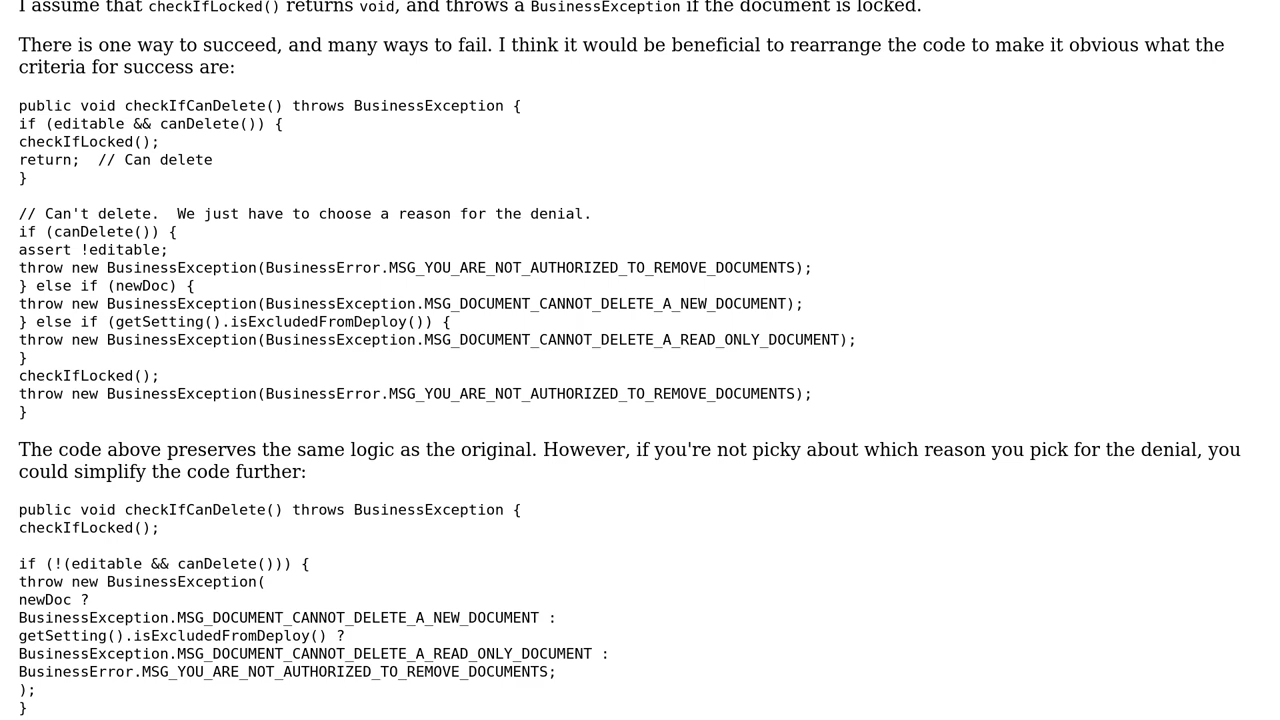 I assume that checkIfLocked() returns void, and throws a BusinessException if the document is locked.
There is one way to succeed, and many ways to fail. I think it would be beneficial to rearrange the code to make it obvious what the
criteria for success are:
public void checkIfCanDelete() throws BusinessException {
if (editable && canDelete()) {
checkIfLocked();
return;  // Can delete
}
// Can't delete.  We just have to choose a reason for the denial.
if (canDelete()) {
assert !editable;
throw new BusinessException(BusinessError.MSG_YOU_ARE_NOT_AUTHORIZED_TO_REMOVE_DOCUMENTS);
} else if (newDoc) {
throw new BusinessException(BusinessException.MSG_DOCUMENT_CANNOT_DELETE_A_NEW_DOCUMENT);
} else if (getSetting().isExcludedFromDeploy()) {
throw new BusinessException(BusinessException.MSG_DOCUMENT_CANNOT_DELETE_A_READ_ONLY_DOCUMENT);
}
checkIfLocked();
throw new BusinessException(BusinessError.MSG_YOU_ARE_NOT_AUTHORIZED_TO_REMOVE_DOCUMENTS);
}
The code above preserves the same logic as the original. However, if you're not picky about which reason you pick for the denial, you
could simplify the code further:
public void checkIfCanDelete() throws BusinessException {
checkIfLocked();
if (!(editable && canDelete())) {
throw new BusinessException(
newDoc ?
BusinessException.MSG_DOCUMENT_CANNOT_DELETE_A_NEW_DOCUMENT :
getSetting().isExcludedFromDeploy() ?
BusinessException.MSG_DOCUMENT_CANNOT_DELETE_A_READ_ONLY_DOCUMENT :
BusinessError.MSG_YOU_ARE_NOT_AUTHORIZED_TO_REMOVE_DOCUMENTS;
);
}